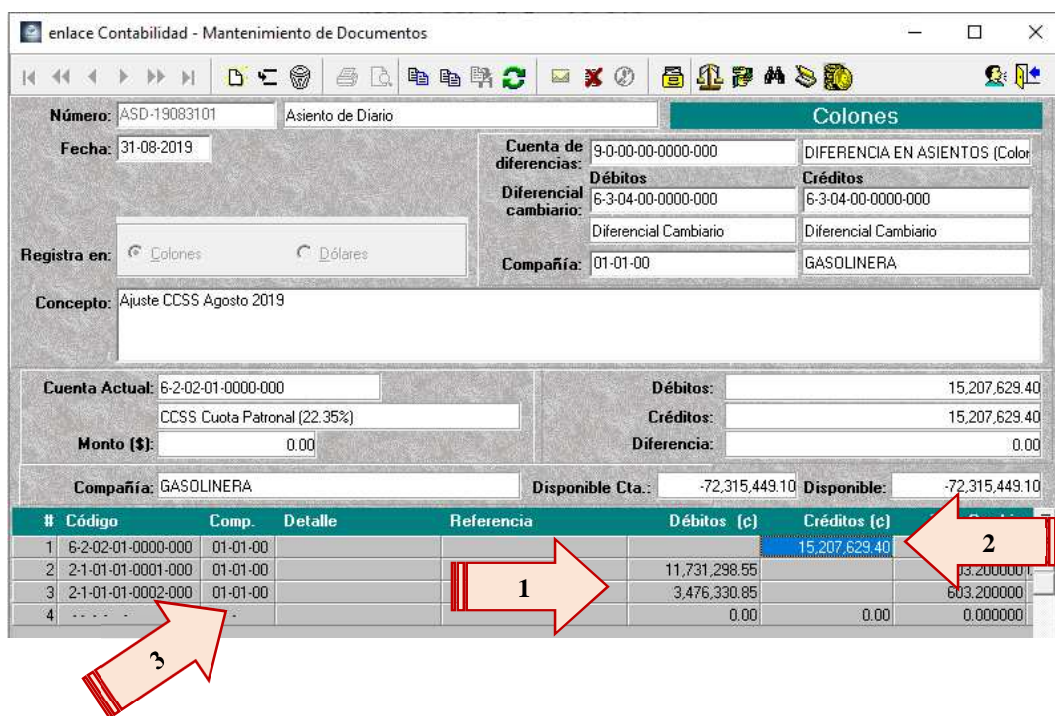 enlace Contabilidad - Mantenimiento de Documentos
Número: ASD-19083101 Asiento de Diario Colones
Fecha: 31-08-2019
Cuenta de diferencias: 9-0-00-00-0000-000 DIFERENCIA EN ASIENTOS (Color
Débitos Créditos
Diferencial cambiario: 6-3-04-00-0000-000 6-3-04-00-0000-000
Diferencial Cambiario Diferencial Cambiario
Registra en: Colones Dólares
Compañía: 01-01-00 GASOLINERA
Concepto: Ajuste CCSS Agosto 2019
Cuenta Actual: 6-2-02-01-0000-000 Débitos: 15,207,629.40
CCSS Cuota Patronal (22.35%) Créditos: 15,207,629.40
Monto ($): 0.00 Diferencia: 0.00
Compañía: GASOLINERA Disponible Cta.: -72,315,449.10 Disponible: -72,315,449.10
# Código Comp. Detalle Referencia Débitos (c) Créditos (c)
1 6-2-02-01-0000-000 01-01-00 15,207,629.40
2 2-1-01-01-0001-000 01-01-00 11,731,298.55
3 2-1-01-01-0002-000 01-01-00 3,476,330.85 603.200000
4 - - - - - - 0.00 0.00 0.000000
1
2
3